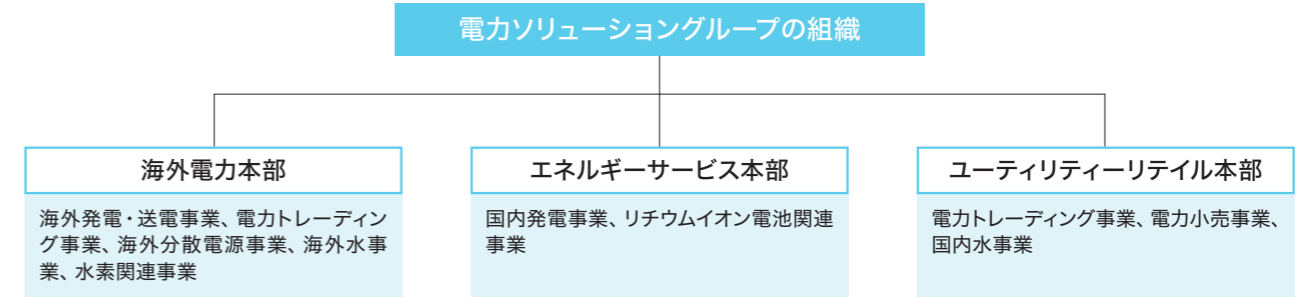 電力ソリューショングループの組織
海外電力本部
海外発電・送電事業、電力トレーディン
グ事業、海外分散電源事業、海外水事
業、水素関連事業
エネルギーサービス本部
国内発電事業、リチウムイオン電池関連
事業
ユーティリティーリテイル本部
電力トレーディング事業、電力小売事業、
国内水事業